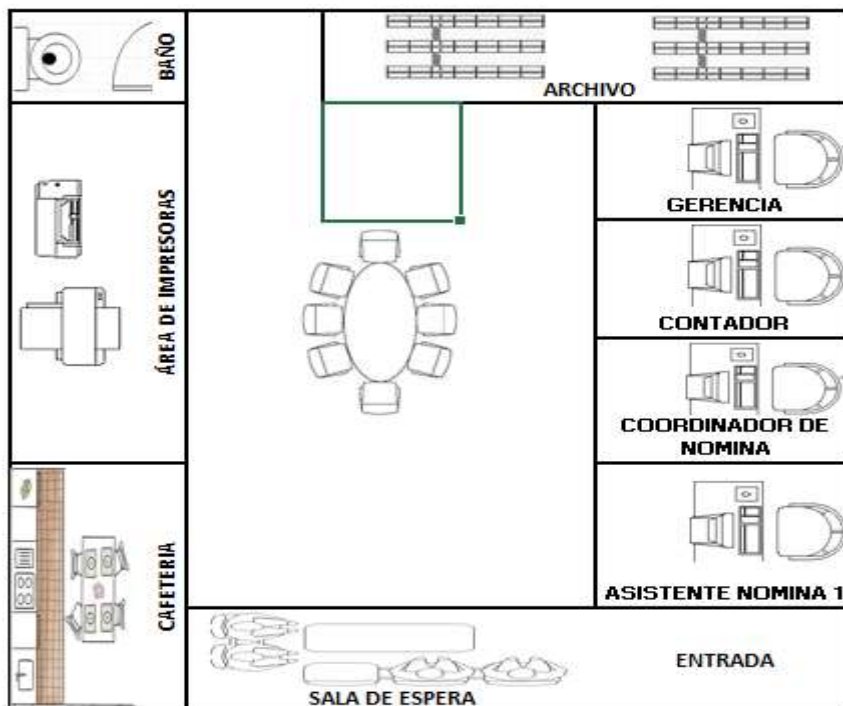 BAÑO
ARCHIVO
ÁREA DE IMPRESORAS
GERENCIA
CONTADOR
COORDINADOR DE
NOMINA
CAFETERIA
ASISTENTE NOMINA 1
ENTRADA
SALA DE ESPERA